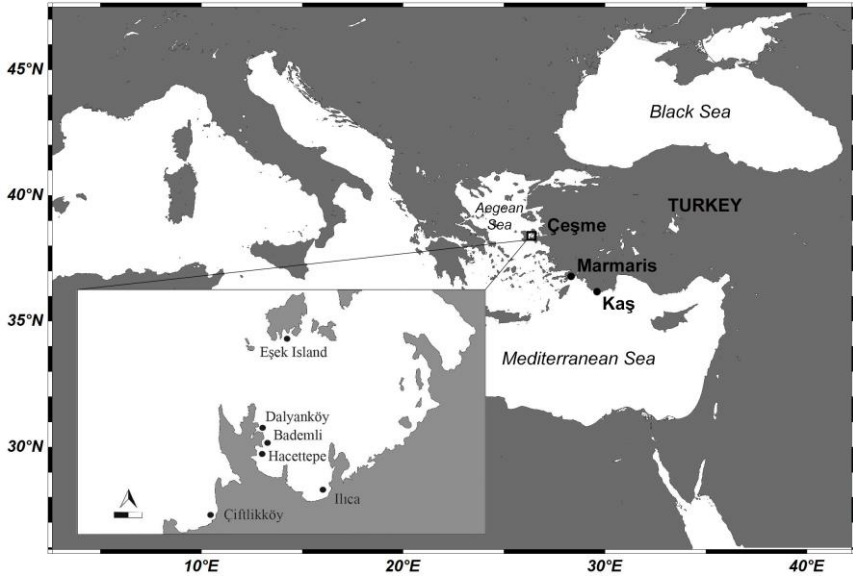 45°N
Black Sea
40°N
TURKEY
Aegean
Sea
Çeşme
Marmaris
Kaş
35°N
Mediterranean Sea
Eşek Island
Dalyanköy
Bademli
Hacettepe
Ilıca
Çiftlikköy
30°N
10°E
20°E
30°E
40°E